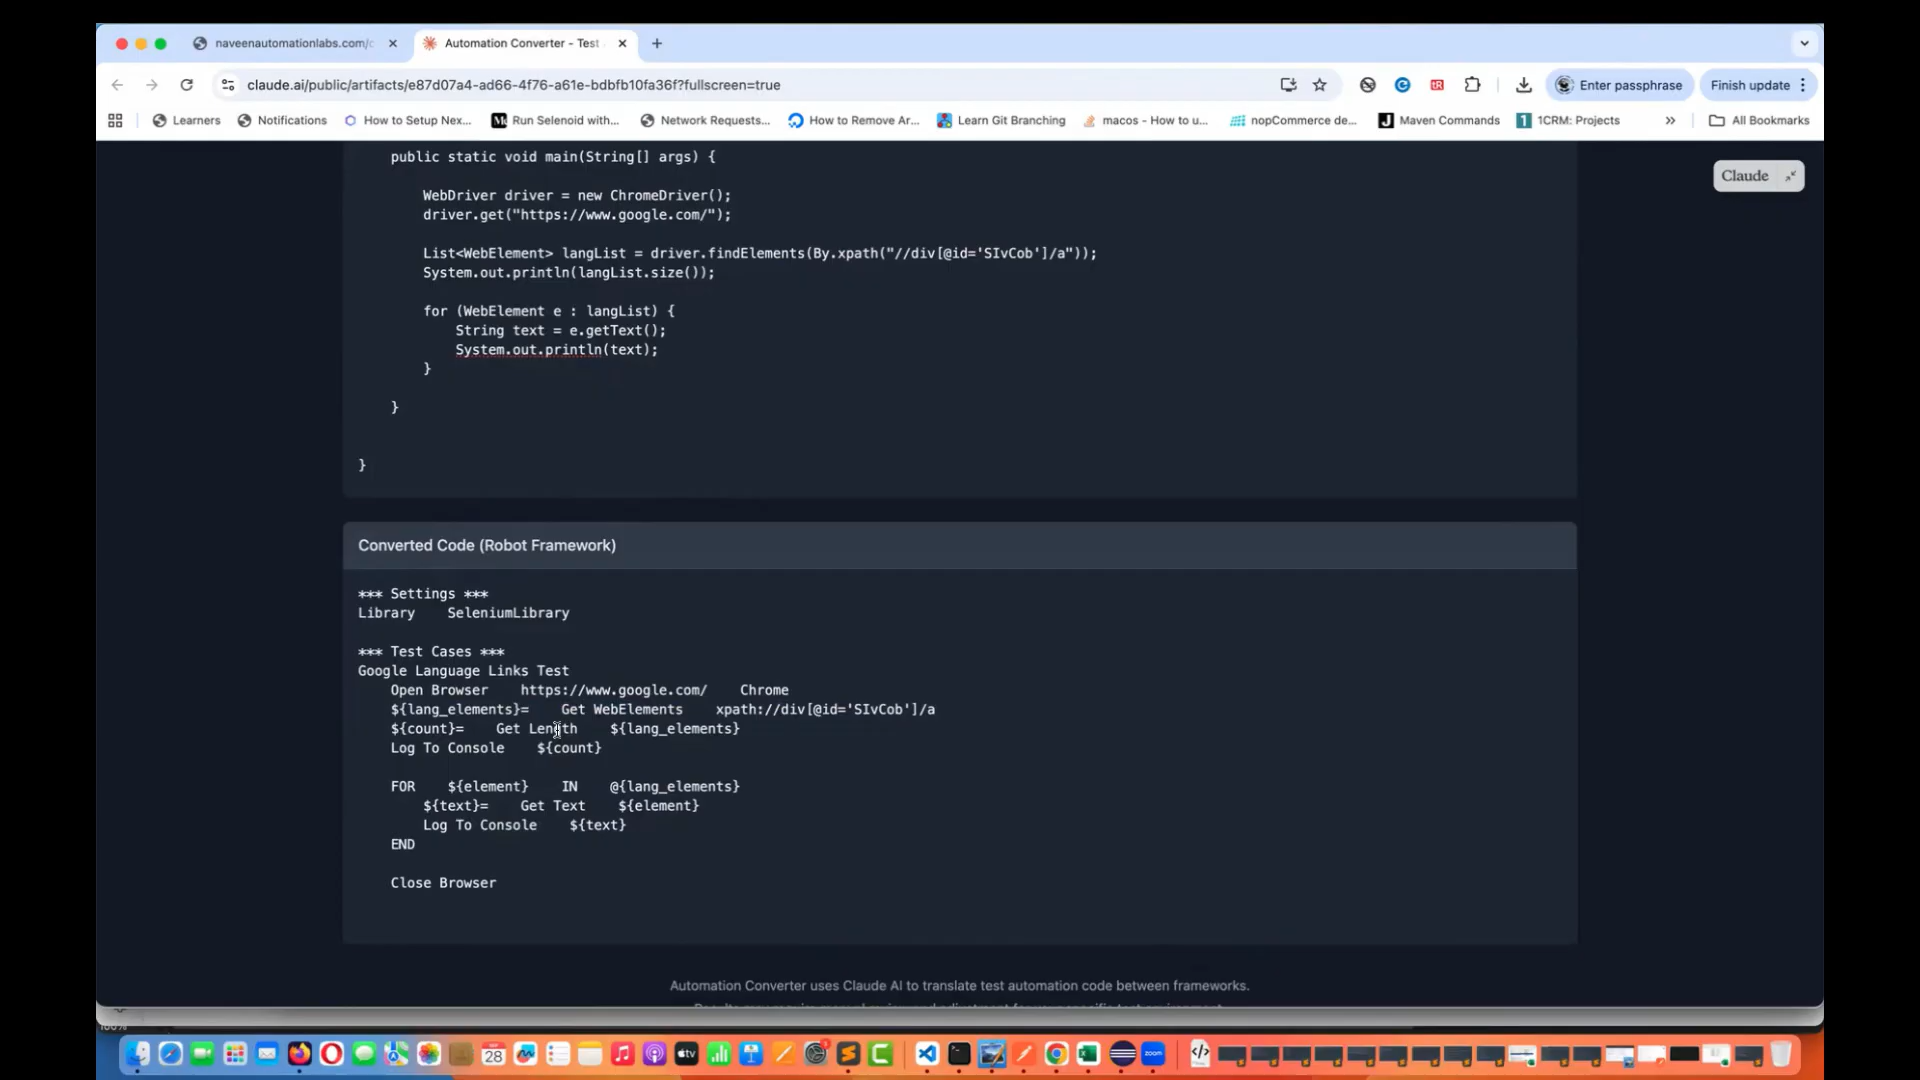 naveenautomationlabs.com/c
Automation Converter - Test
claude.ai/public/artifacts/e87d07a4-ad66-4f76-a61e-bdbfb10fa36f?fullscreen=true
Enter passphrase
Finish update
Learners
Notifications
How to Setup Nex...
Run Selenoid with...
Network Requests...
How to Remove Ar...
Learn Git Branching
macos - How to u...
nopCommerce de...
Maven Commands
1CRM: Projects
All Bookmarks
Claude
public static void main(String[] args) {
WebDriver driver = new ChromeDriver();
driver.get("https://www.google.com/");
List<WebElement> langList = driver.findElements(By.xpath("//div[@id='SIvCob']/a"));
System.out.println(langList.size());
for (WebElement e : langList) {
String text = e.getText();
System.out.println(text);
}
}
}
Converted Code (Robot Framework)
*** Settings ***
Library    SeleniumLibrary
*** Test Cases ***
Google Language Links Test
Open Browser    https://www.google.com/    Chrome
${lang_elements}=    Get WebElements    xpath://div[@id='SIvCob']/a
${count}=    Get Length    ${lang_elements}
Log To Console    ${count}
FOR    ${element}    IN    @{lang_elements}
${text}=    Get Text    ${element}
Log To Console    ${text}
END
Close Browser
Automation Converter uses Claude AI to translate test automation code between frameworks.
28
tv
zoom